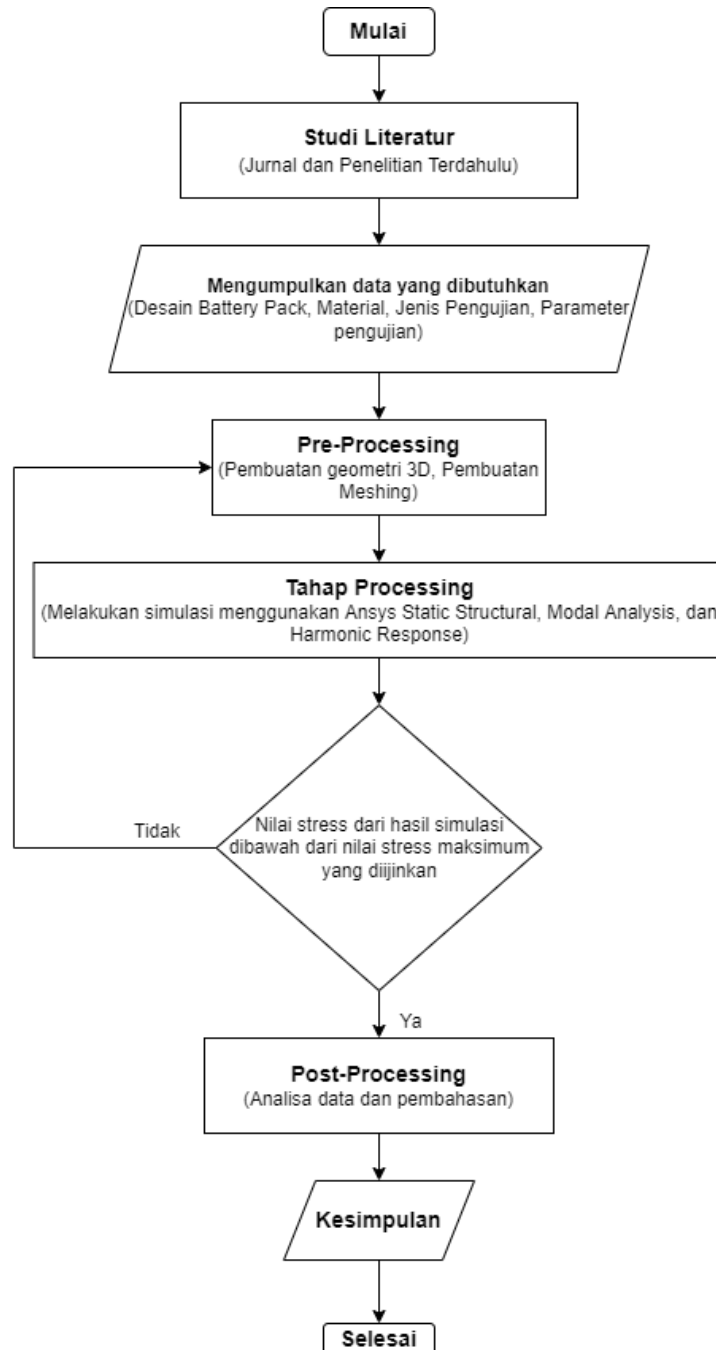 Mulai
Studi Literatur
(Jurnal dan Penelitian Terdahulu)
Mengumpulkan data yang dibutuhkan
(Desain Battery Pack, Material, Jenis Pengujian, Parameter
pengujian)
Pre-Processing
(Pembuatan geometri 3D, Pembuatan
Meshing)
Tahap Processing
(Melakukan simulasi menggunakan Ansys Static Structural, Modal Analysis, dan
Harmonic Response)
Tidak
Nilai stress dari hasil simulasi
dibawah dari nilai stress maksimum
yang diijinkan
Ya
Post-Processing
(Analisa data dan pembahasan)
Kesimpulan
Selesai